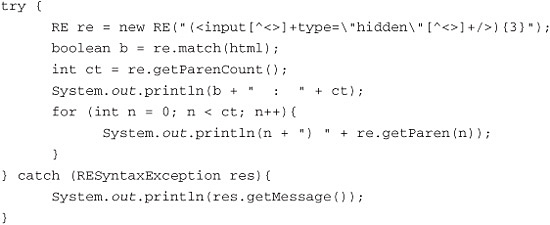 try {
RE re = new RE("(<input[^<>]+type=\"hidden\"[^<>]+/>){3}");
boolean b = re.match(html);
int ct = re.getParenCount();
System.out.println(b + "  :  " + ct);
for (int n = 0; n < ct; n++){
System.out.println(n + ") " + re.getParen(n));
}
} catch (RESyntaxException res){
System.out.println(res.getMessage());
}